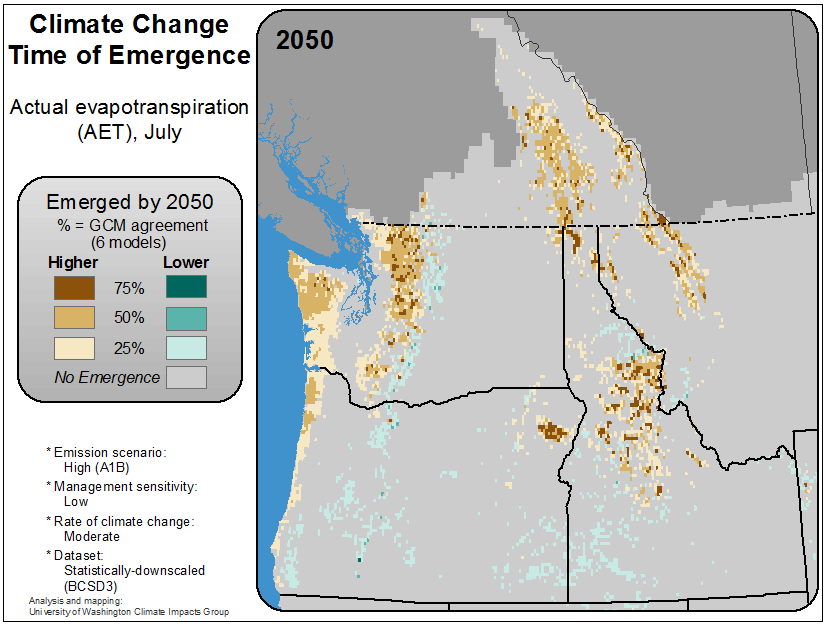 Climate Change
Time of Emergence
Actual evapotranspiration
(AET), July
Emerged by 2050
% = GCM agreement
(6 models)
Higher Lower
75%
50%
25%
No Emergence
* Emission scenario:
High (A1B)
* Management sensitivity:
Low
* Rate of climate change:
Moderate
* Dataset:
Statistically-downscaled
(BCSD3)
Analysis and mapping:
University of Washington Climate Impacts Group
2050